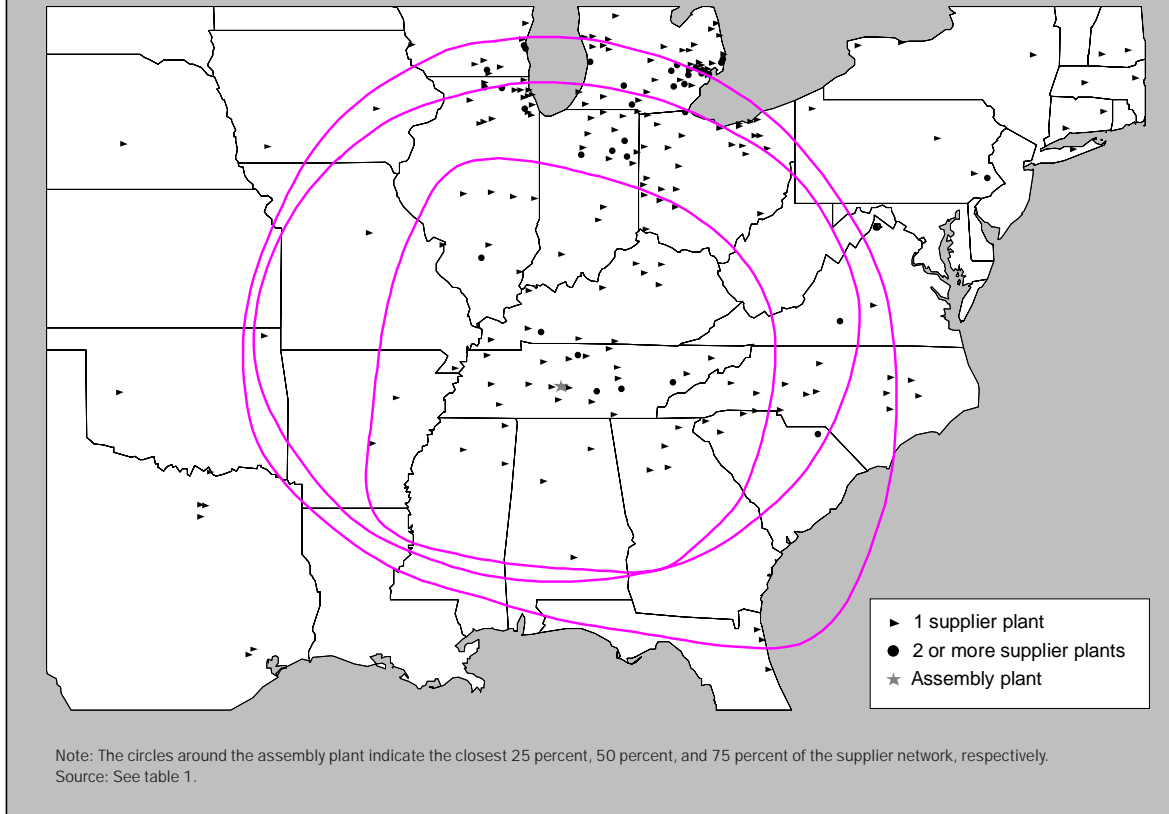 1 supplier plant
2 or more supplier plants
Assembly plant
Note: The circles around the assembly plant indicate the closest 25 percent, 50 percent, and 75 percent of the supplier network, respectively.
Source: See table 1.